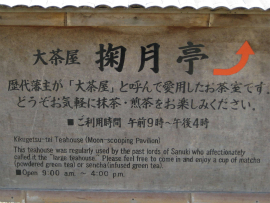 大茶屋 掬月亭
歴代藩主が「大茶屋」と呼んで愛用したお茶室です。
どうぞお気軽に抹茶・煎茶をお楽しみください。
■ご利用時間 午前9時～午後4時
Kikugetsu-tei Teahouse (Moon-scooping Pavilion)
This teahouse was regularly used by the past lords of Sanuki who affectionately
called it the "large teahouse." Please feel free to come in and enjoy a cup of matcha
(powdered green tea) or sencha(infused green tea).
■Open 9:00 am - 4:00 p.m.